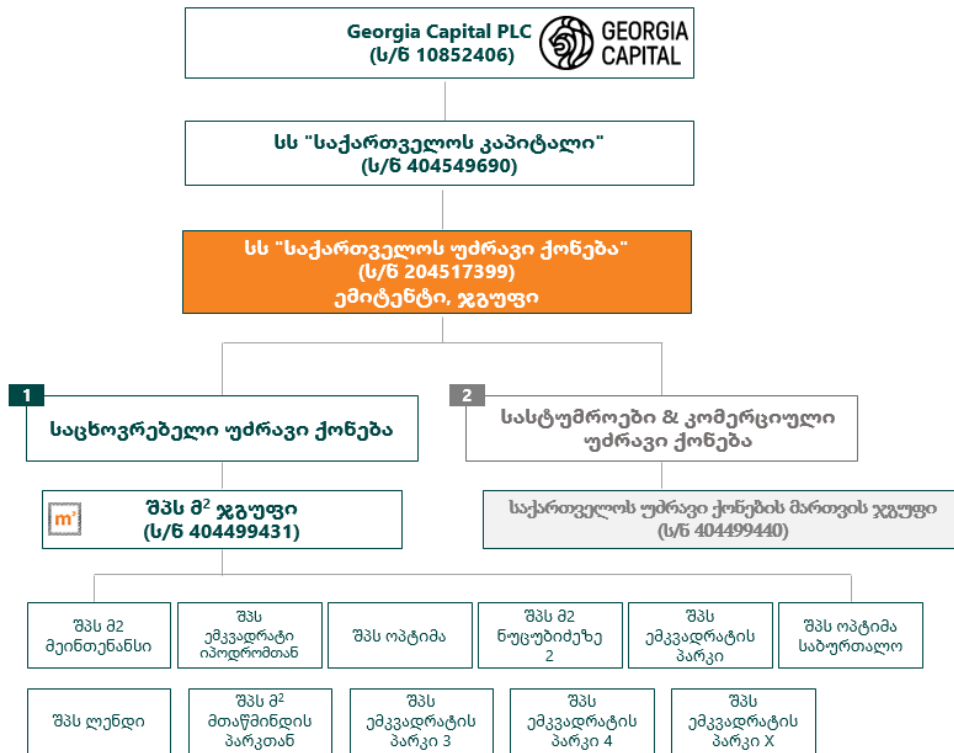 Georgia Capital PLC
(ს/ნ 10852406)
GEORGIA
CAPITAL
სს "საქართველოს კაპიტალი"
(ს/ნ 404549690)
სს "საქართველოს უძრავი ქონება"
(ს/ნ 204517399)
ემიტენტი, ჯგუფი
1
საცხოვრებელი უძრავი ქონება
2
სასტუმროები & კომერციული
უძრავი ქონება
m²
შპს მ² ჯგუფი
(ს/ნ 404499431)
საქართველოს უძრავი ქონების მართვის ჯგუფი
(ს/ნ 404499440)
შპს მ2
მეინთენანსი
შპს
ემკვადრატი
იპოდრომთან
შპს ოპტიმა
შპს მ2
ნუცუბიძეზე
2
შპს
ემკვადრატის
პარკი
შპს ოპტიმა
საბურთალო
შპს ლენდი
შპს მ²
მთაწმინდის
პარკთან
შპს
ემკვადრატის
პარკი 3
შპს
ემკვადრატის
პარკი 4
შპს
ემკვადრატის
პარკი X